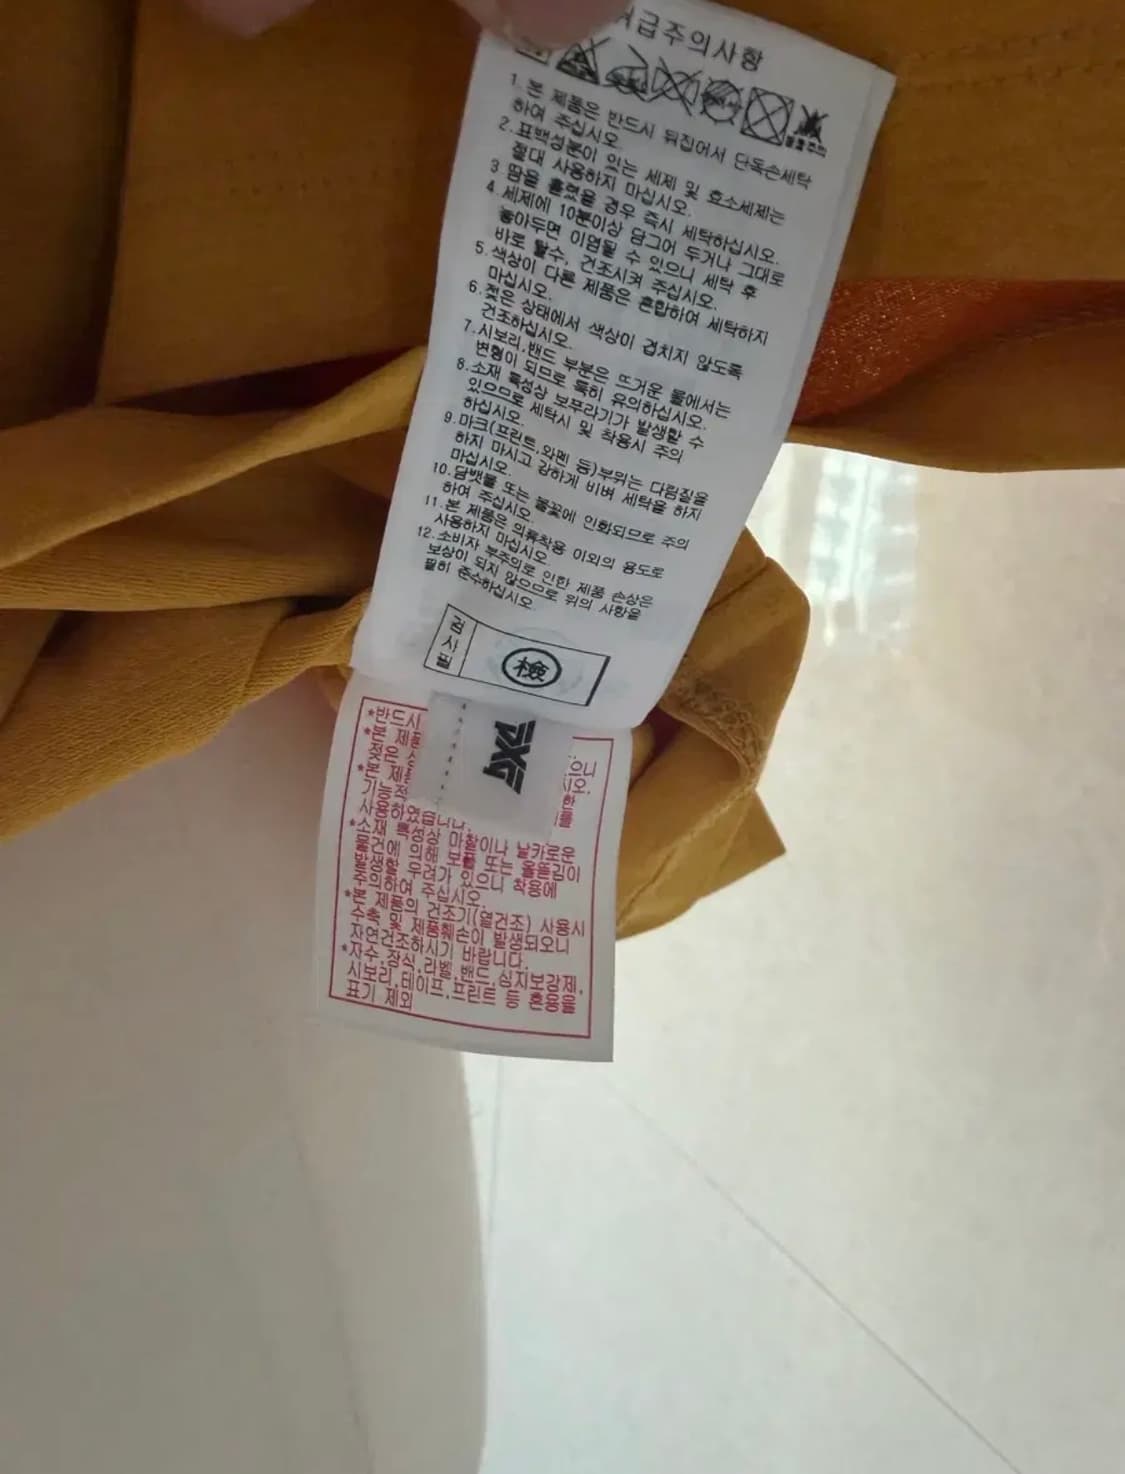 급주의사항
1. 본 제품은 반드시 뒤집어서 단독손세탁
하여 주십시오.
2. 표백성분이 있는 세제 및 효소세제는
절대 사용하지 마십시오.
3 땀을 흘렸을 경우 즉시 세탁하십시오.
4. 세제에 10분이상 담그어 두거나 그대로
놓아두면 이염될 수 있으니 세탁 후
바로 탈수, 건조시켜 주십시오.
5. 색상이 다른 제품은 혼합하여 세탁하지
마십시오.
6. 젖은 상태에서 색상이 겹치지 않도록
건조하십시오.
7. 시보리,밴드 부분은 뜨거운 물에서는
변형이 되므로 특히 유의하십시오.
8. 소재 특성상 보푸라기가 발생할 수
있으므로 세탁시 및 착용시 주의
하십시오.
9. 마크(프린트,와펜 등)부위는 다림질을
하지 마시고 강하게 비벼 세탁을 하지
마십시오.
10. 담뱃불 또는 불꽃에 인화되므로 주의
하여 주십시오.
11. 본 제품은 의류착용 이외의 용도로
사용하지 마십시오.
12. 소비자 부주의로 인한 제품 손상은
보상이 되지 않으므로 위의 사항을
필히 준수하십시오.
검사필
檢
PXG
*반드시
*본 제품
젖은 으니
*본 제 시오.
기능적 한
사용하였습니다.
*소재 특성상 마찰이나 날카로운
물건에 의해 보풀 또는 올뜯김이
발생할 우려가 있으니 착용에
주의하여 주십시오.
*본 제품의 건조기(열건조) 사용시
수축 및 제품훼손이 발생되오니
자연건조하시기 바랍니다.
*자수,장식,라벨,밴드,심지보강제,
시보리,테이프,프린트 등 혼용율
표기 제외